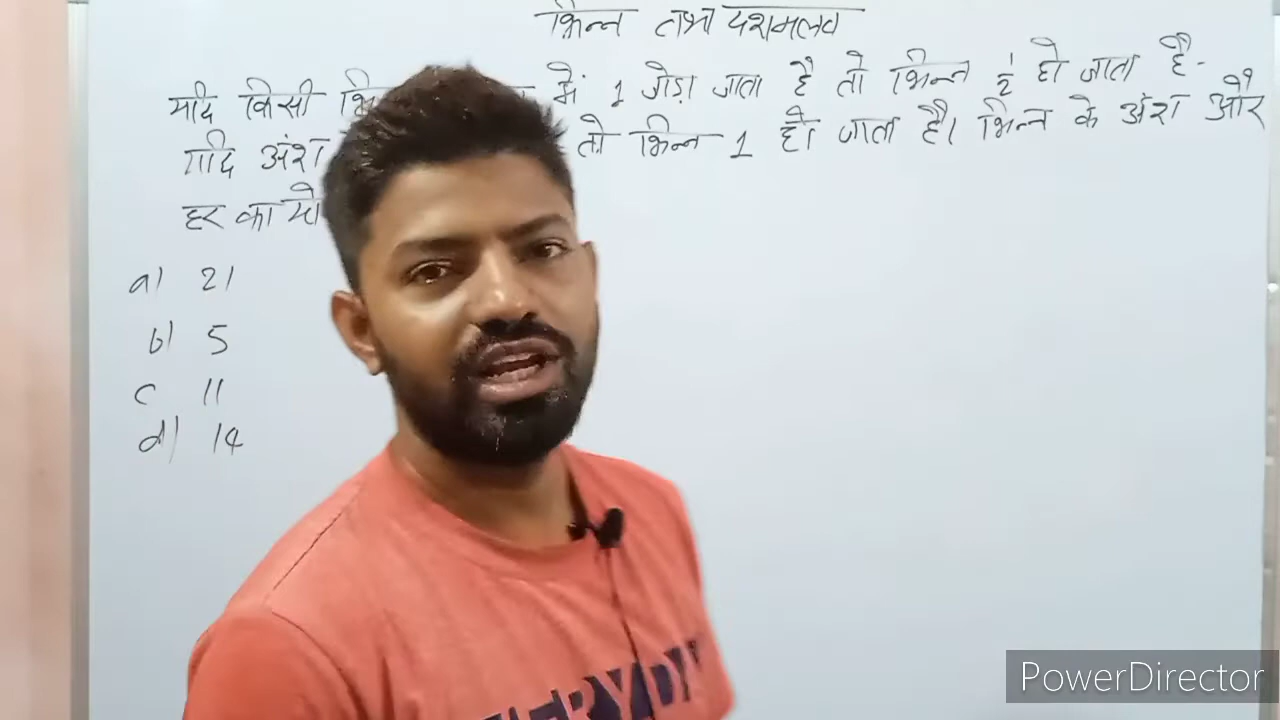 भिन्न तथा दशमलव
यदि किसी में 1 जोड़ा जाता है तो भिन्न 1/2 हो जाता है.
यदि अंश तो भिन्न 1 हो जाता है। भिन्न के अंश और
हर का
a) 21
b) 5
c 11
d) 14
PowerDirector